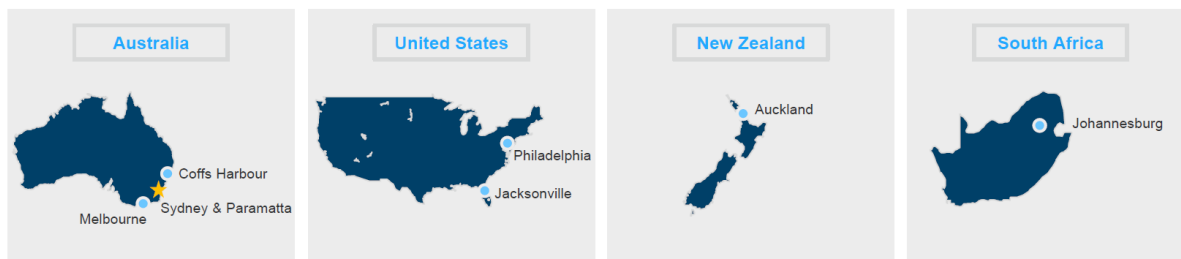 Australia
Coffs Harbour
Sydney & Paramatta
Melbourne
United States
Philadelphia
Jacksonville
New Zealand
Auckland
South Africa
Johannesburg